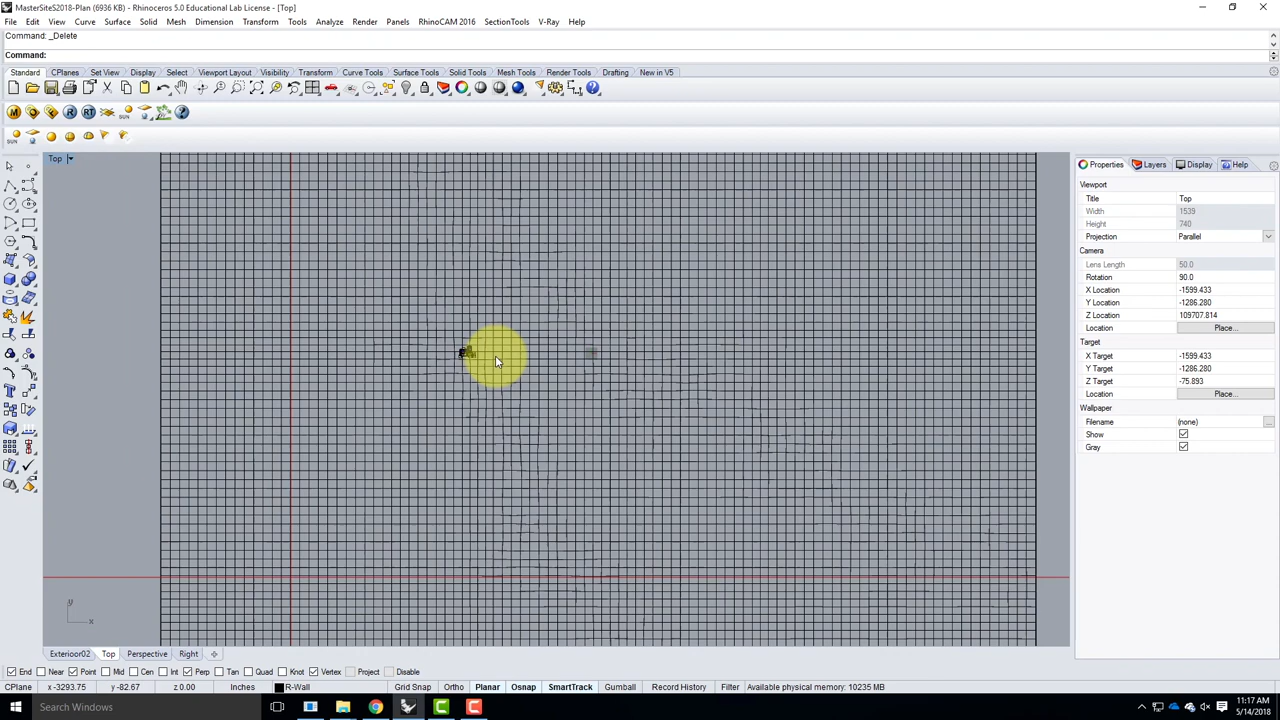 MasterSiteS2018-Plan (6936 KB) - Rhinoceros 5.0 Educational Lab License - [Top]
File Edit View Curve Surface Solid Mesh Dimension Transform Tools Analyze Render Panels RhinoCAM 2016 SectionTools V-Ray Help
Command: _Delete
Command:
Standard CPlanes Set View Display Select Viewport Layout Visibility Transform Curve Tools Surface Tools Solid Tools Mesh Tools Render Tools Drafting New in V5
Top
Properties Layers Display Help
Viewport
Title Top
Width 1539
Height 740
Projection Parallel
Camera
Lens Length 50.0
Rotation 90.0
X Location -1599.433
Y Location -1286.280
Z Location 109707.814
Location Place...
Target
X Target -1599.433
Y Target -1286.280
Z Target -75.893
Location Place...
Wallpaper
Filename (none) ...
Show
Gray
y
x
Exterioor02 Top Perspective Right
End Near Point Mid Cen Int Perp Tan Quad Knot Vertex Project Disable
CPlane x -3293.75 y -82.67 z 0.00 Inches R-Wall Grid Snap Ortho Planar Osnap SmartTrack Gumball Record History Filter Available physical memory: 10235 MB
Search Windows
11:17 AM
5/14/2018